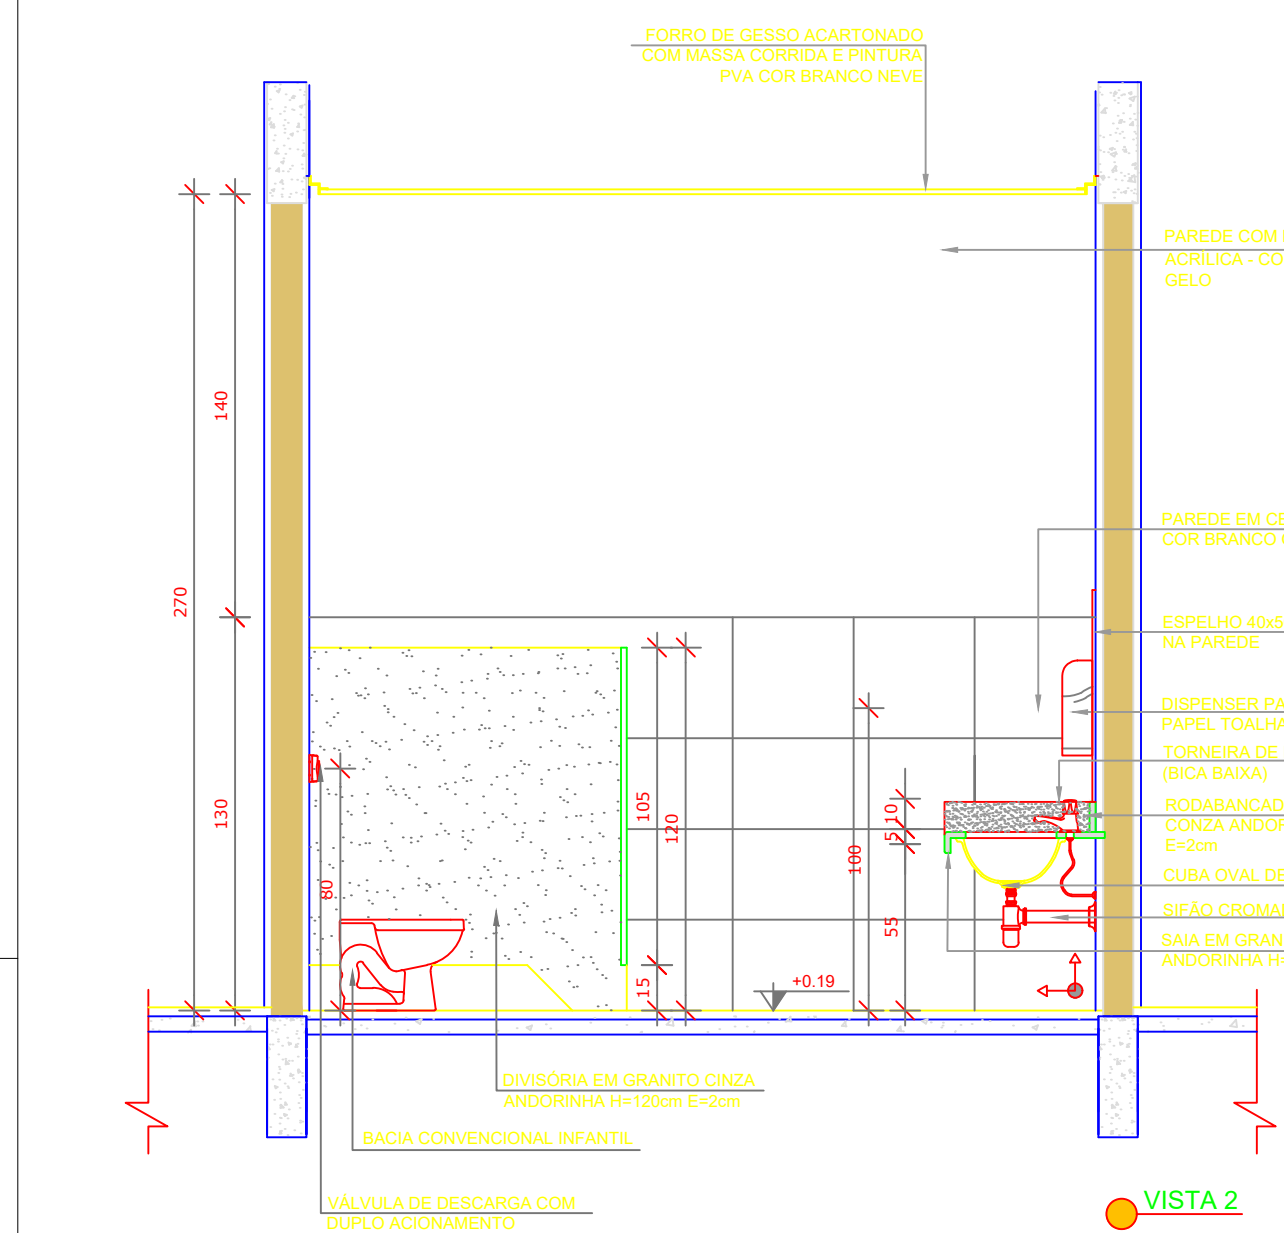 FORRO DE GESSO ACARTONADO
COM MASSA CORRIDA E PINTURA
PVA COR BRANCO NEVE
PAREDE COM
ACRÍLICA - CO
GELO
140
270
PAREDE EM CE
COR BRANCO
ESPELHO 40x5
NA PAREDE
DISPENSER PA
PAPEL TOALHA
TORNEIRA DE
(BICA BAIXA)
130
105
120
10
5
RODABANCAD
CONZA ANDOR
E=2cm
100
80
CUBA OVAL DE
55
SIFÃO CROMA
SAIA EM GRAN
ANDORINHA H=
15
+0.19
DIVISÓRIA EM GRANITO CINZA
ANDORINHA H=120cm E=2cm
BACIA CONVENCIONAL INFANTIL
VÁLVULA DE DESCARGA COM
DUPLO ACIONAMENTO
VISTA 2